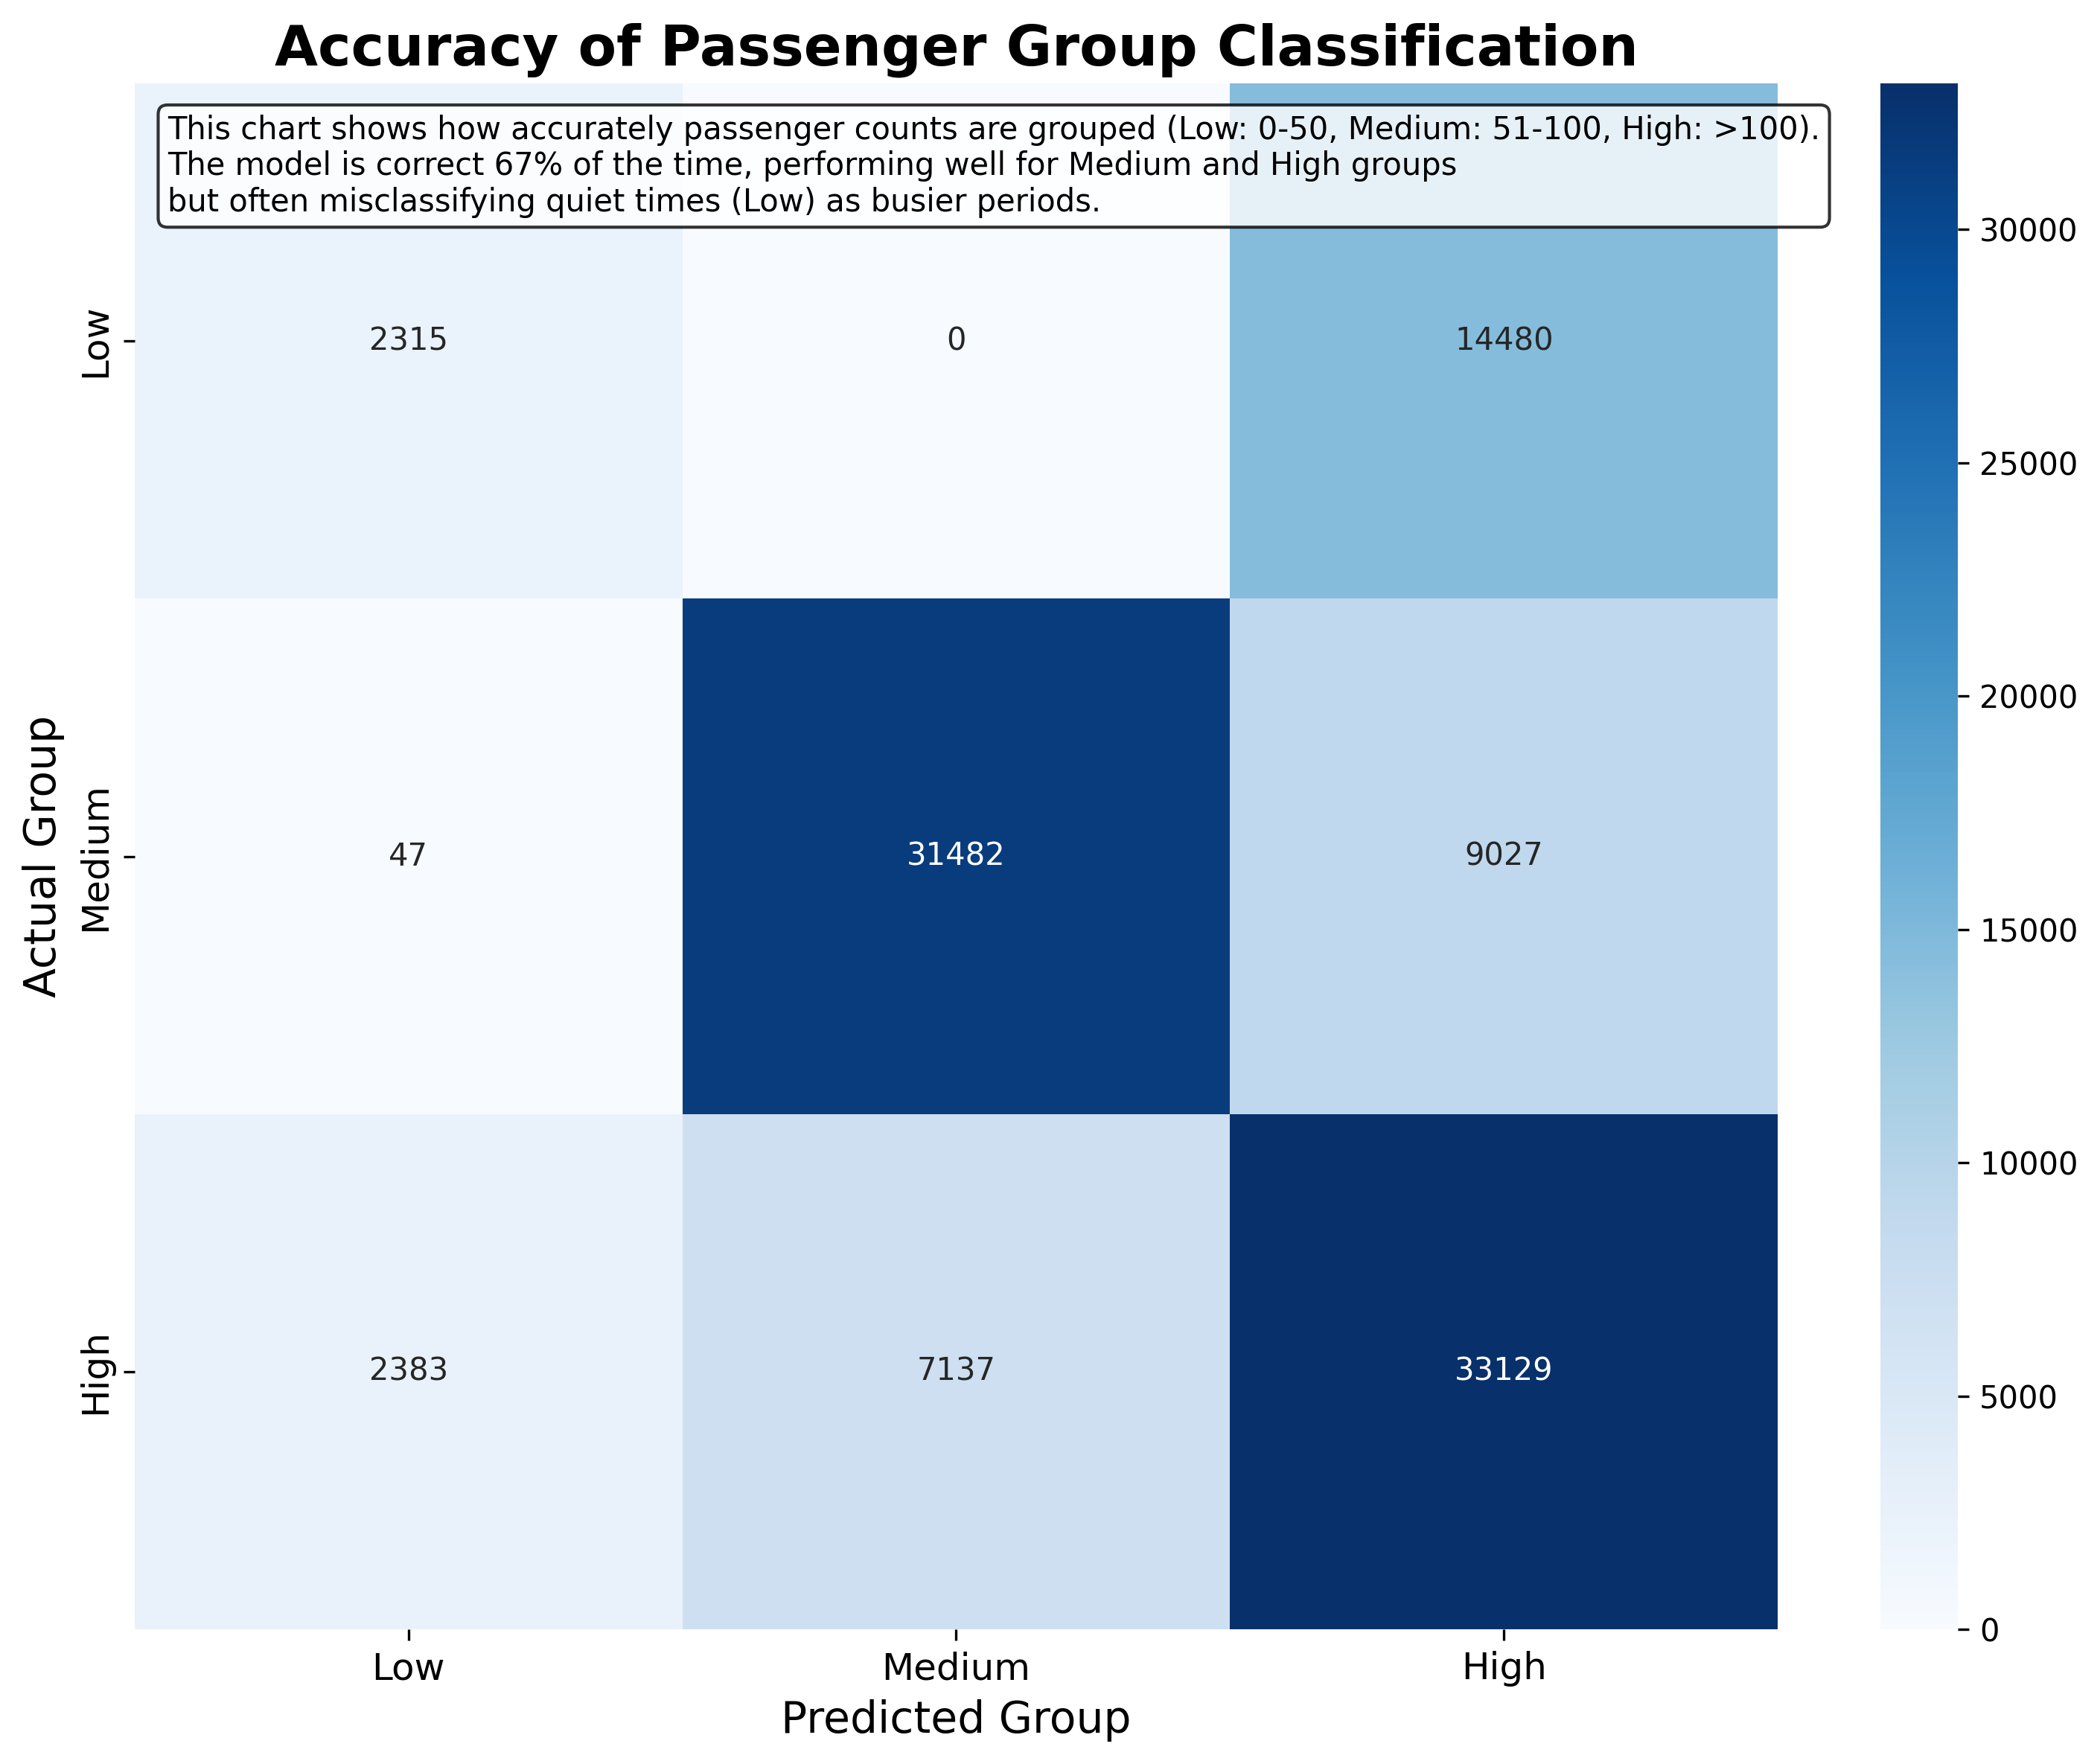 Accuracy of Passenger Group Classification
This chart shows how accurately passenger counts are grouped (Low: 0-50, Medium: 51-100, High: >100).
The model is correct 67% of the time, performing well for Medium and High groups
but often misclassifying quiet times (Low) as busier periods.
Actual Group
Low
2315
0
14480
Medium
47
31482
9027
High
2383
7137
33129
Low
Medium
High
Predicted Group
30000
25000
20000
15000
10000
5000
0